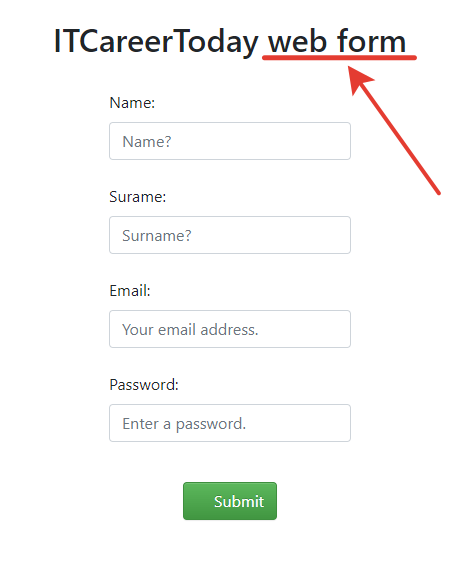 ITCareerToday web form
Name:
Name?
Surame:
Surname?
Email:
Your email address.
Password:
Enter a password.
Submit